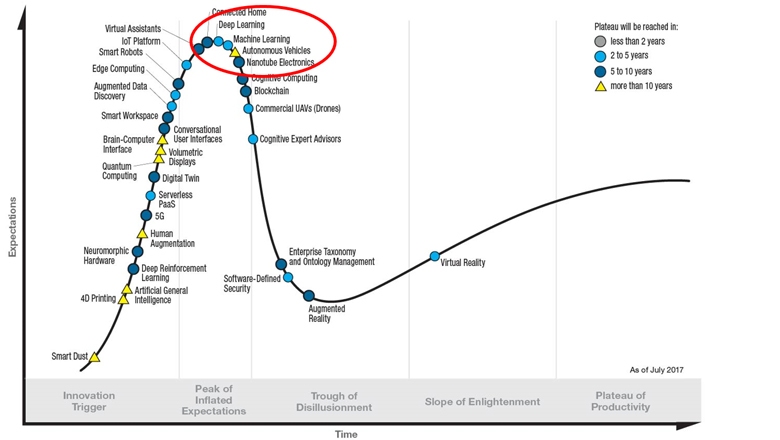 Connected Home
Deep Learning
Virtual Assistants
IoT Platform
Machine Learning
Autonomous Vehicles
Smart Robots
Nanotube Electronics
Edge Computing
Cognitive Computing
Augmented Data
Discovery
Blockchain
Smart Workspace
Commercial UAVs (Drones)
Conversational
User Interfaces
Brain-Computer
Interface
Cognitive Expert Advisors
Volumetric
Displays
Quantum
Computing
Digital Twin
Serverless
PaaS
5G
Human
Augmentation
Neuromorphic
Hardware
Deep Reinforcement
Learning
Artificial General
Intelligence
4D Printing
Smart Dust
Enterprise Taxonomy
and Ontology Management
Software-Defined
Security
Augmented
Reality
Virtual Reality
Plateau will be reached in:
less than 2 years
2 to 5 years
5 to 10 years
more than 10 years
As of July 2017
Expectations
Innovation
Trigger
Peak of
Inflated
Expectations
Trough of
Disillusionment
Slope of Enlightenment
Plateau of
Productivity
Time